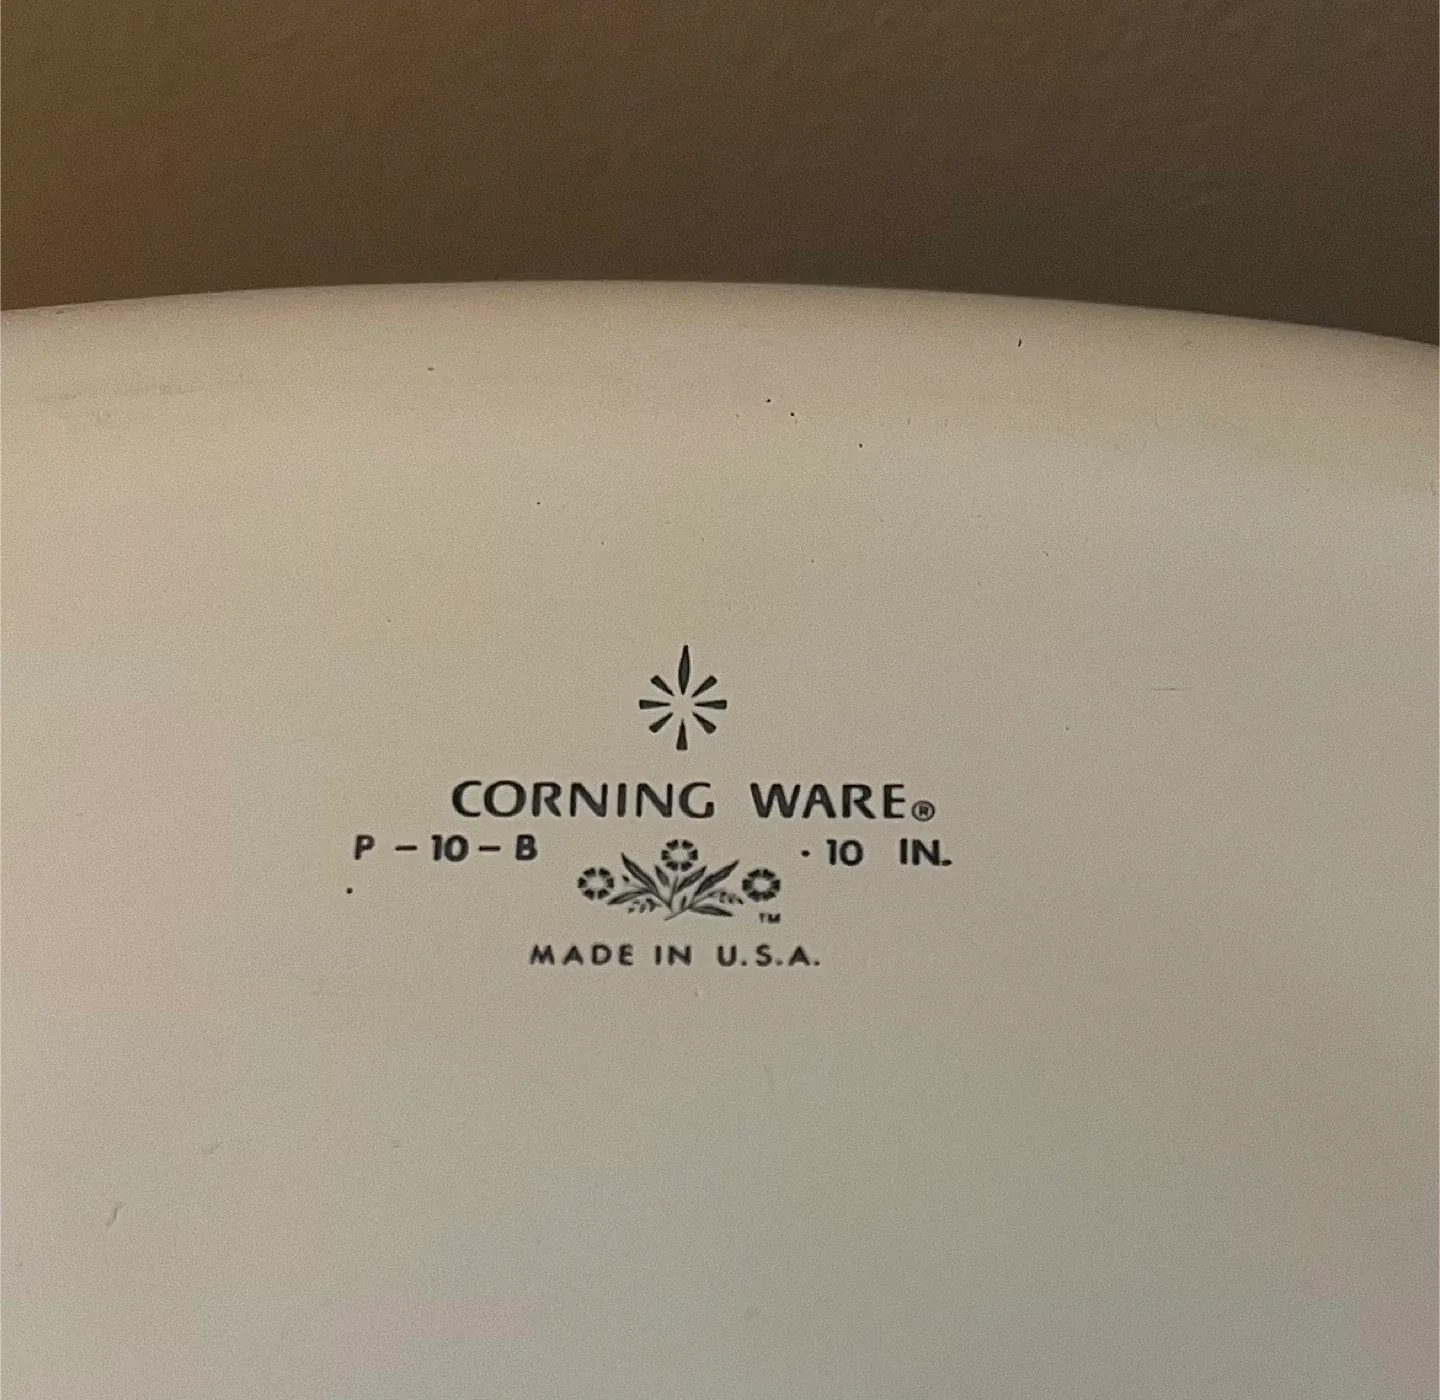 CORNING WARE®
P – 10 – B · 10 IN.
TM
MADE IN U.S.A.